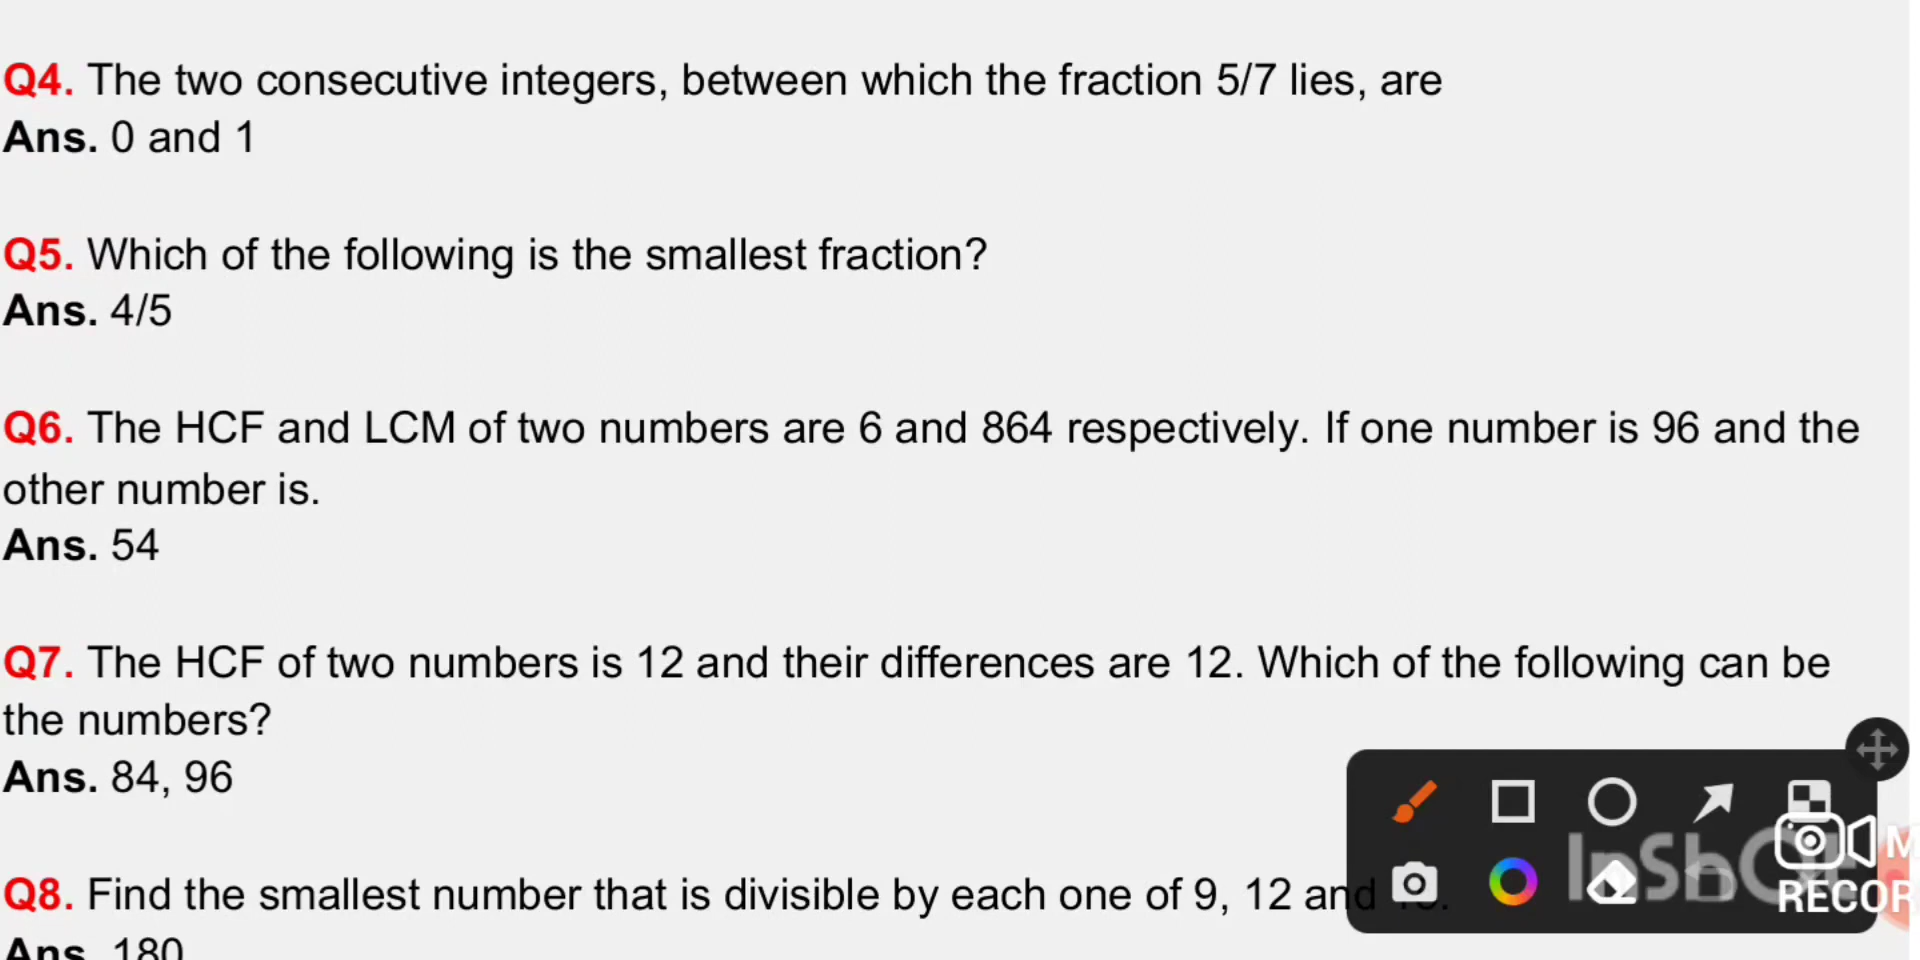 Q4. The two consecutive integers, between which the fraction 5/7 lies, are
Ans. 0 and 1
Q5. Which of the following is the smallest fraction?
Ans. 4/5
Q6. The HCF and LCM of two numbers are 6 and 864 respectively. If one number is 96 and the
other number is.
Ans. 54
Q7. The HCF of two numbers is 12 and their differences are 12. Which of the following can be
the numbers?
Ans. 84, 96
Q8. Find the smallest number that is divisible by each one of 9, 12 and
Ans. 180
InShOt
RECOR